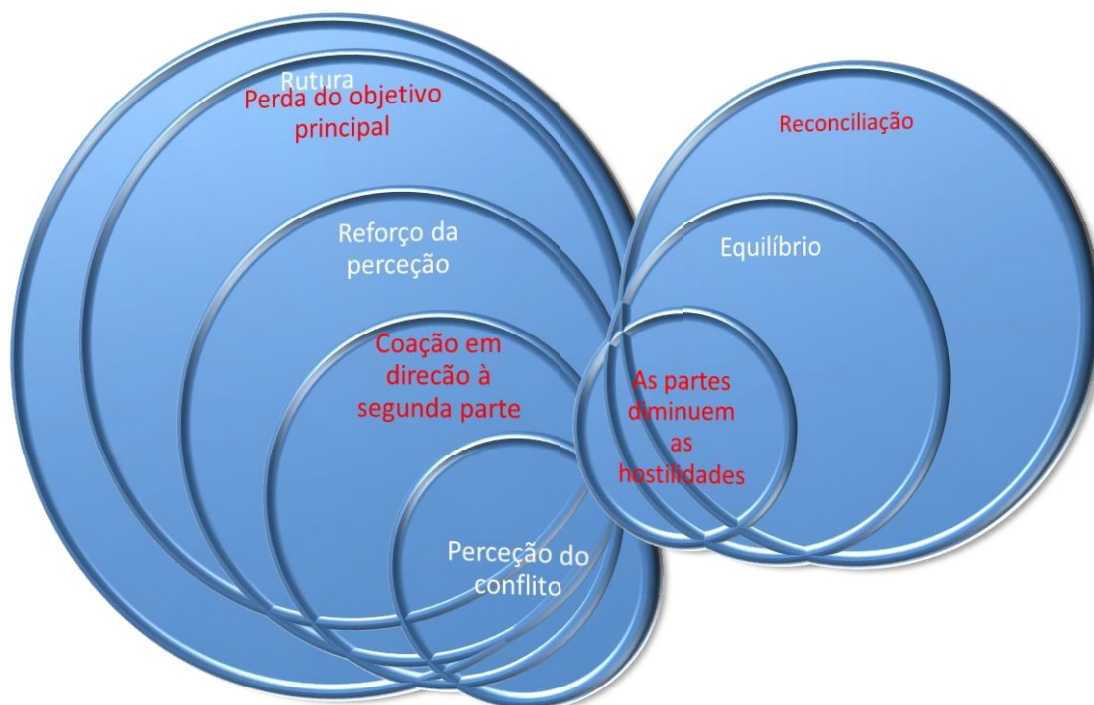 Rutura
Perda do objetivo
principal
Reforço da
perceção
Coação em
direcão à
segunda parte
Perceção do
conflito
Reconciliação
Equilíbrio
As partes
diminuem
as
hostilidades